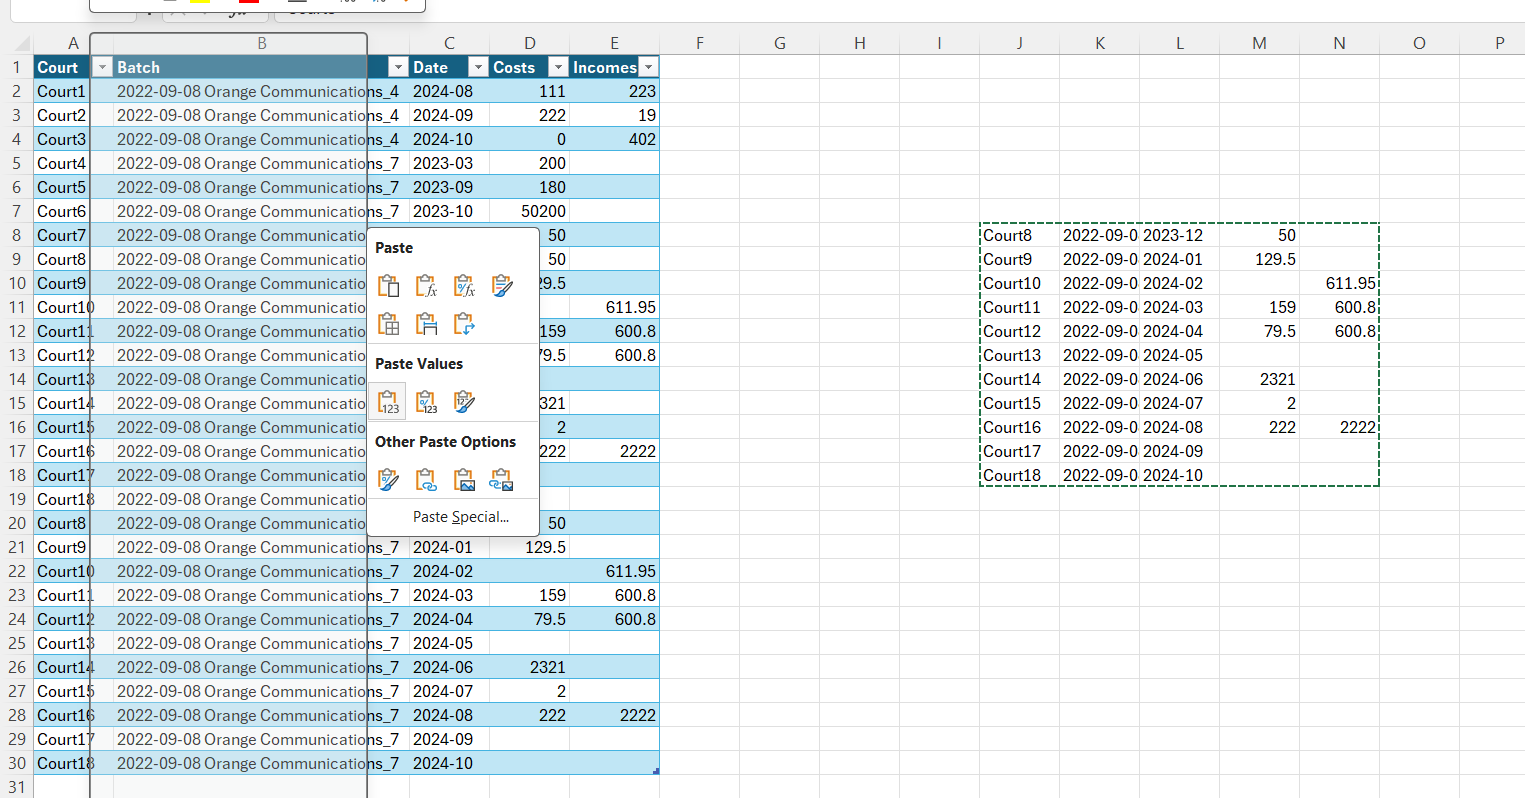 A B C D E F G H I J K L M N O P
1 Court Batch Date Costs Incomes
2 Court1 2022-09-08 Orange Communications_4 2024-08 111 223
3 Court2 2022-09-08 Orange Communications_4 2024-09 222 19
4 Court3 2022-09-08 Orange Communications_4 2024-10 0 402
5 Court4 2022-09-08 Orange Communications_7 2023-03 200
6 Court5 2022-09-08 Orange Communications_7 2023-09 180
7 Court6 2022-09-08 Orange Communications_7 2023-10 50200
8 Court7 2022-09-08 Orange Communicatio 50 Court8 2022-09-0 2023-12 50
Paste
9 Court8 2022-09-08 Orange Communicatio 50 Court9 2022-09-0 2024-01 129.5
10 Court9 2022-09-08 Orange Communicatio 29.5 Court10 2022-09-0 2024-02 611.95
11 Court10 2022-09-08 Orange Communicatio 611.95 Court11 2022-09-0 2024-03 159 600.8
12 Court11 2022-09-08 Orange Communicatio 159 600.8 Court12 2022-09-0 2024-04 79.5 600.8
13 Court12 2022-09-08 Orange Communicatio 79.5 600.8 Court13 2022-09-0 2024-05
Paste Values
14 Court13 2022-09-08 Orange Communicatio Court14 2022-09-0 2024-06 2321
15 Court14 2022-09-08 Orange Communicatio 321 Court15 2022-09-0 2024-07 2
123 123 123
16 Court15 2022-09-08 Orange Communicatio 2 Court16 2022-09-0 2024-08 222 2222
Other Paste Options
17 Court16 2022-09-08 Orange Communicatio 222 2222 Court17 2022-09-0 2024-09
18 Court17 2022-09-08 Orange Communicatio Court18 2022-09-0 2024-10
19 Court18 2022-09-08 Orange Communicatio
Paste Special...
20 Court8 2022-09-08 Orange Communicatio 50
21 Court9 2022-09-08 Orange Communications_7 2024-01 129.5
22 Court10 2022-09-08 Orange Communications_7 2024-02 611.95
23 Court11 2022-09-08 Orange Communications_7 2024-03 159 600.8
24 Court12 2022-09-08 Orange Communications_7 2024-04 79.5 600.8
25 Court13 2022-09-08 Orange Communications_7 2024-05
26 Court14 2022-09-08 Orange Communications_7 2024-06 2321
27 Court15 2022-09-08 Orange Communications_7 2024-07 2
28 Court16 2022-09-08 Orange Communications_7 2024-08 222 2222
29 Court17 2022-09-08 Orange Communications_7 2024-09
30 Court18 2022-09-08 Orange Communications_7 2024-10
31